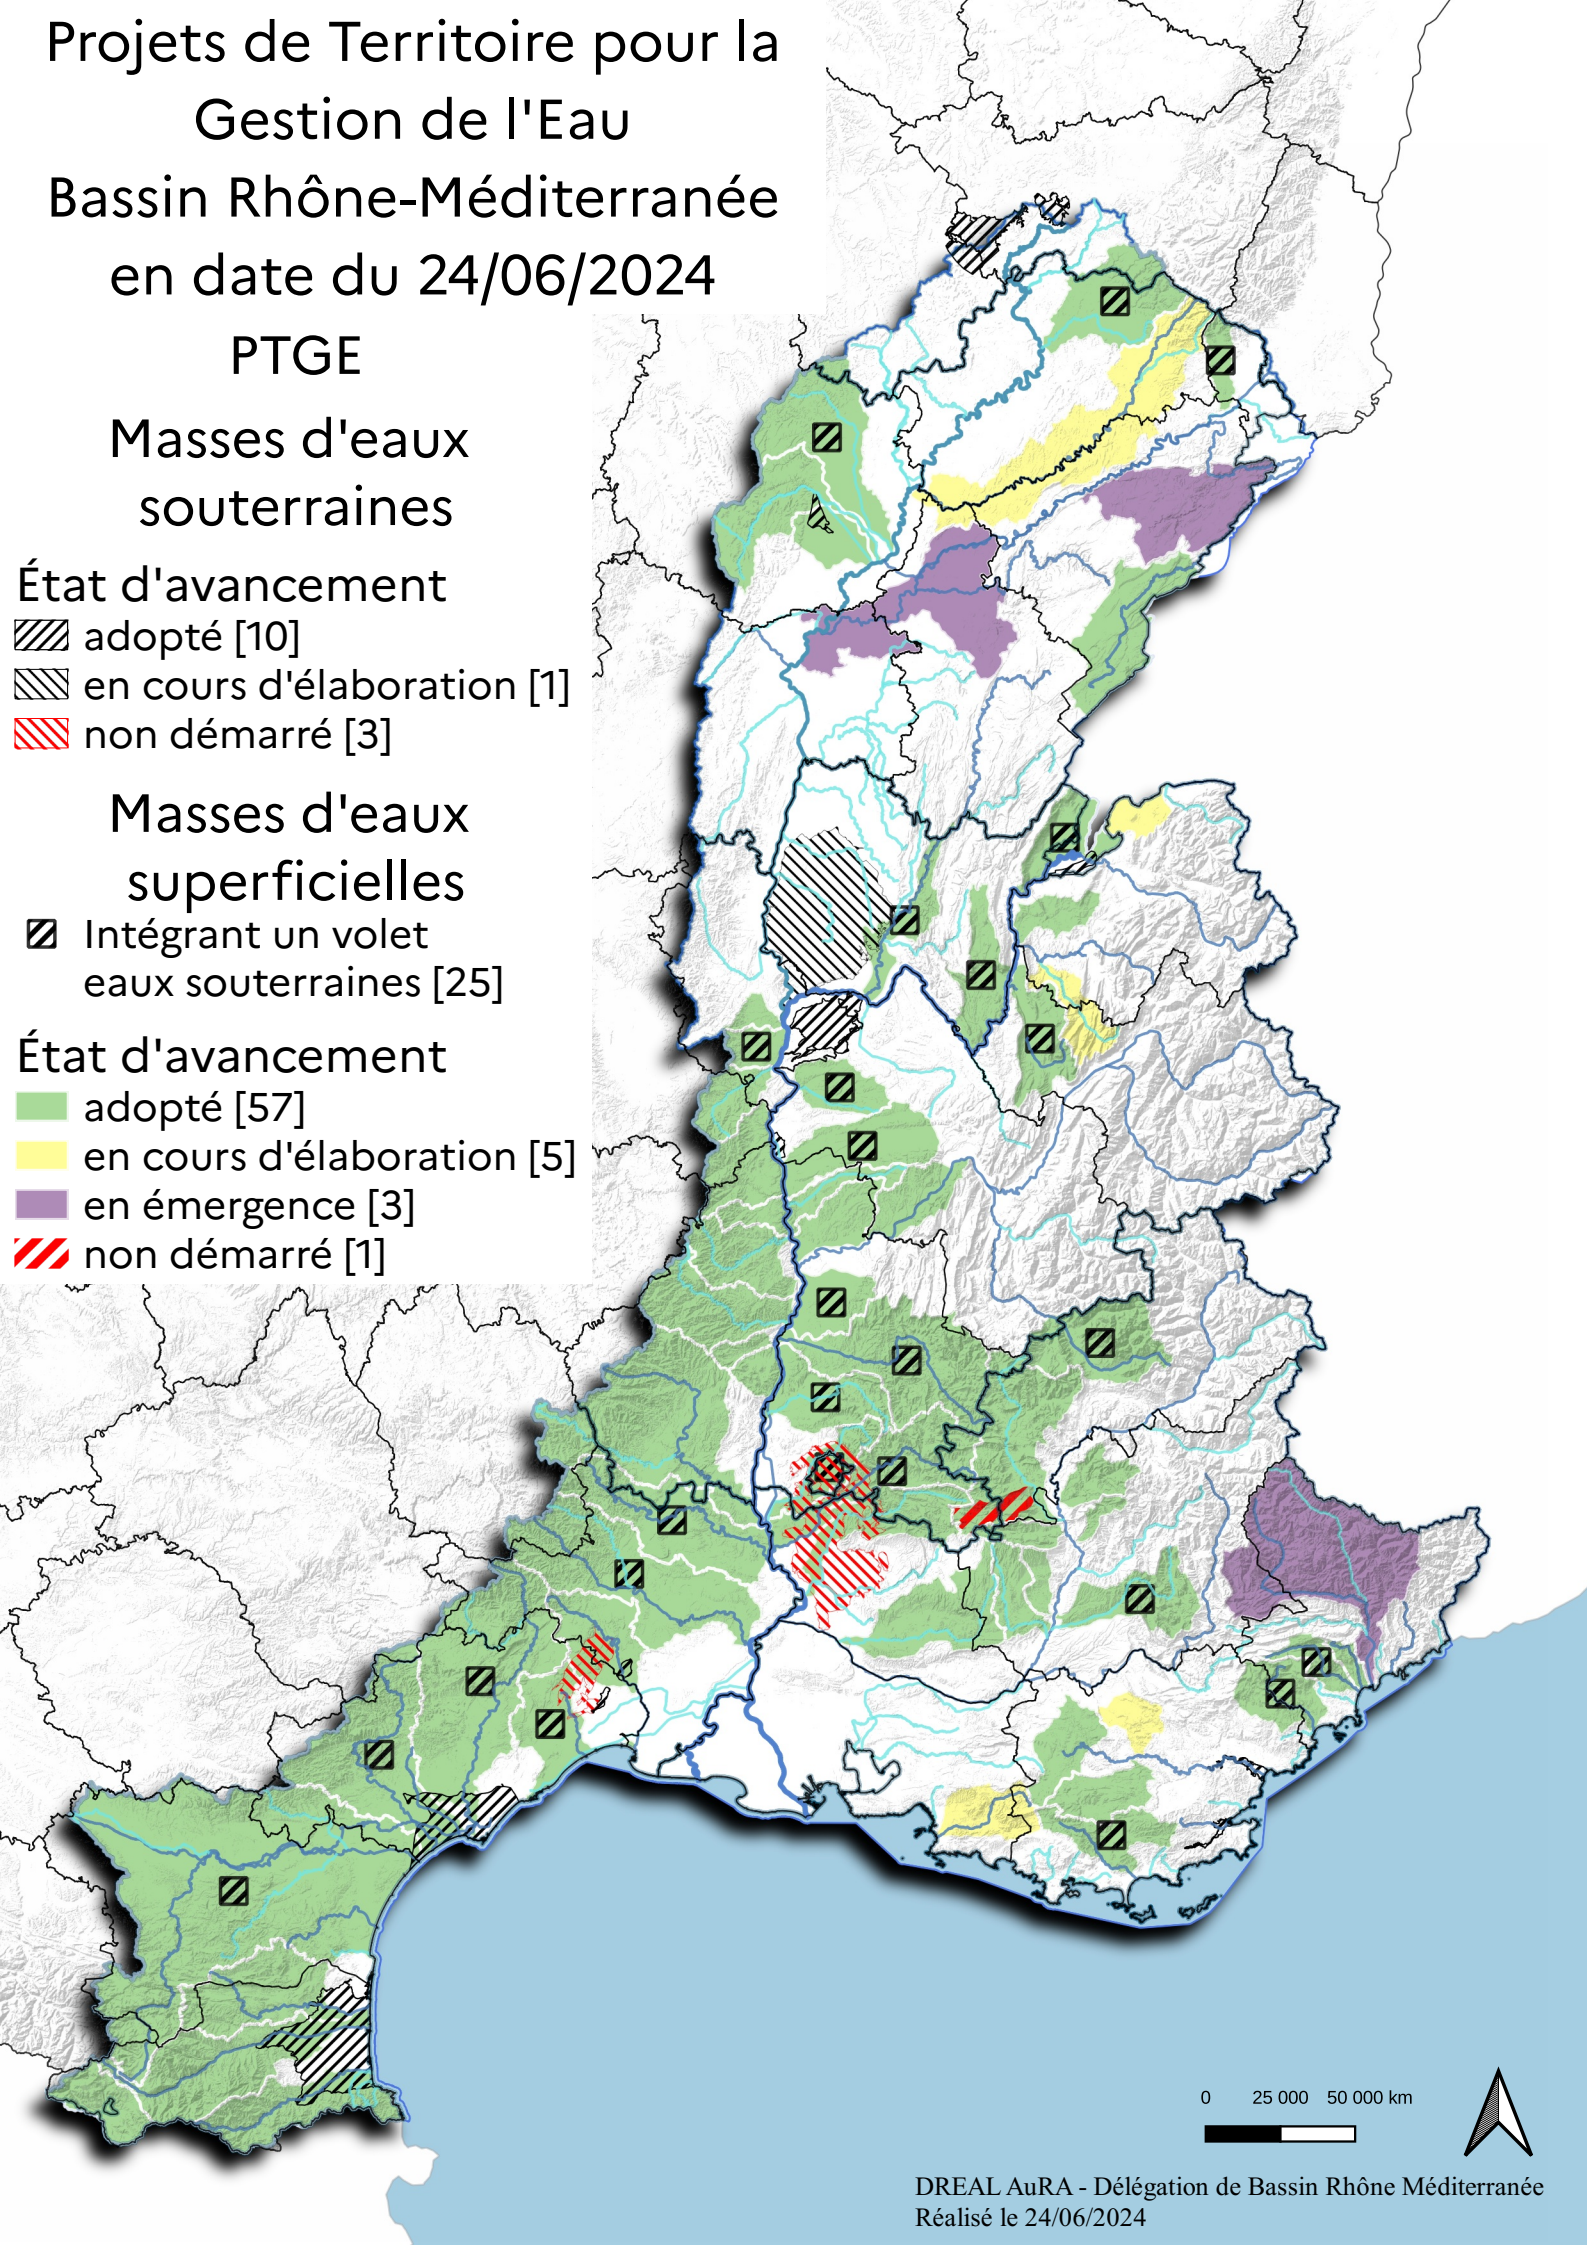 Projets de Territoire pour la
Gestion de l'Eau
Bassin Rhône-Méditerranée
en date du 24/06/2024
PTGE
Masses d'eaux
souterraines
État d'avancement
adopté [10]
en cours d'élaboration [1]
non démarré [3]
Masses d'eaux
superficielles
Intégrant un volet
eaux souterraines [25]
État d'avancement
adopté [57]
en cours d'élaboration [5]
en émergence [3]
non démarré [1]
0 25 000 50 000 km
DREAL AuRA - Délégation de Bassin Rhône Méditerranée
Réalisé le 24/06/2024